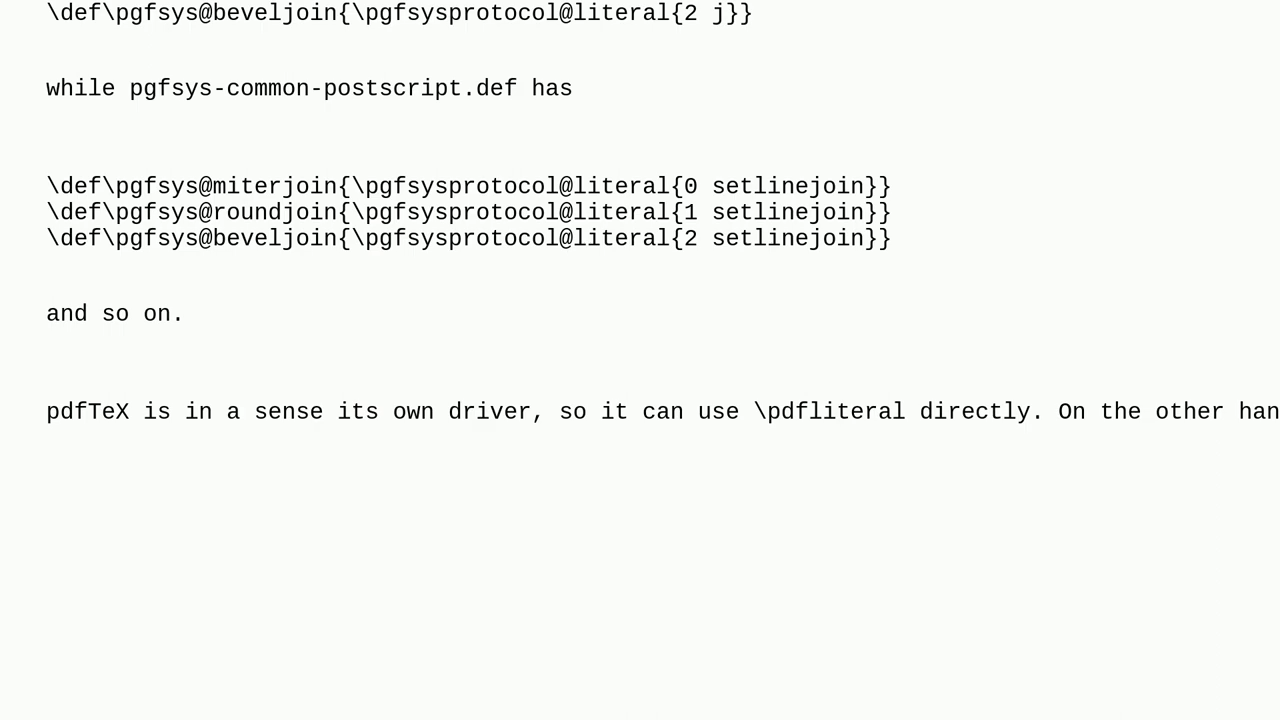 \def\pgfsys@beveljoin{\pgfsysprotocol@literal{2 j}}
while pgfsys-common-postscript.def has
\def\pgfsys@miterjoin{\pgfsysprotocol@literal{0 setlinejoin}}
\def\pgfsys@roundjoin{\pgfsysprotocol@literal{1 setlinejoin}}
\def\pgfsys@beveljoin{\pgfsysprotocol@literal{2 setlinejoin}}
and so on.
pdfTeX is in a sense its own driver, so it can use \pdfliteral directly. On the other han